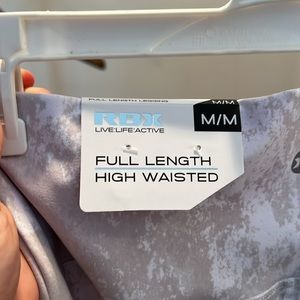 FULL LENGTH LEGGING
M/M
RBX
LIVE:LIFE:ACTIVE
M/M
FULL LENGTH
HIGH WAISTED